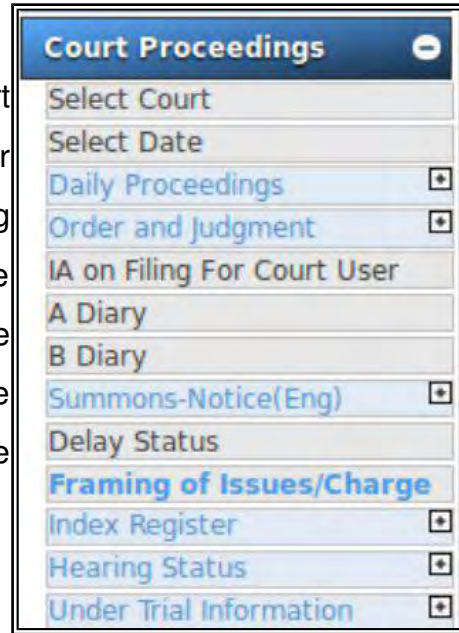 Court Proceedings
Select Court
Select Date
Daily Proceedings
Order and Judgment
IA on Filing For Court User
A Diary
B Diary
Summons-Notice(Eng)
Delay Status
Framing of Issues/Charge
Index Register
Hearing Status
Under Trial Information